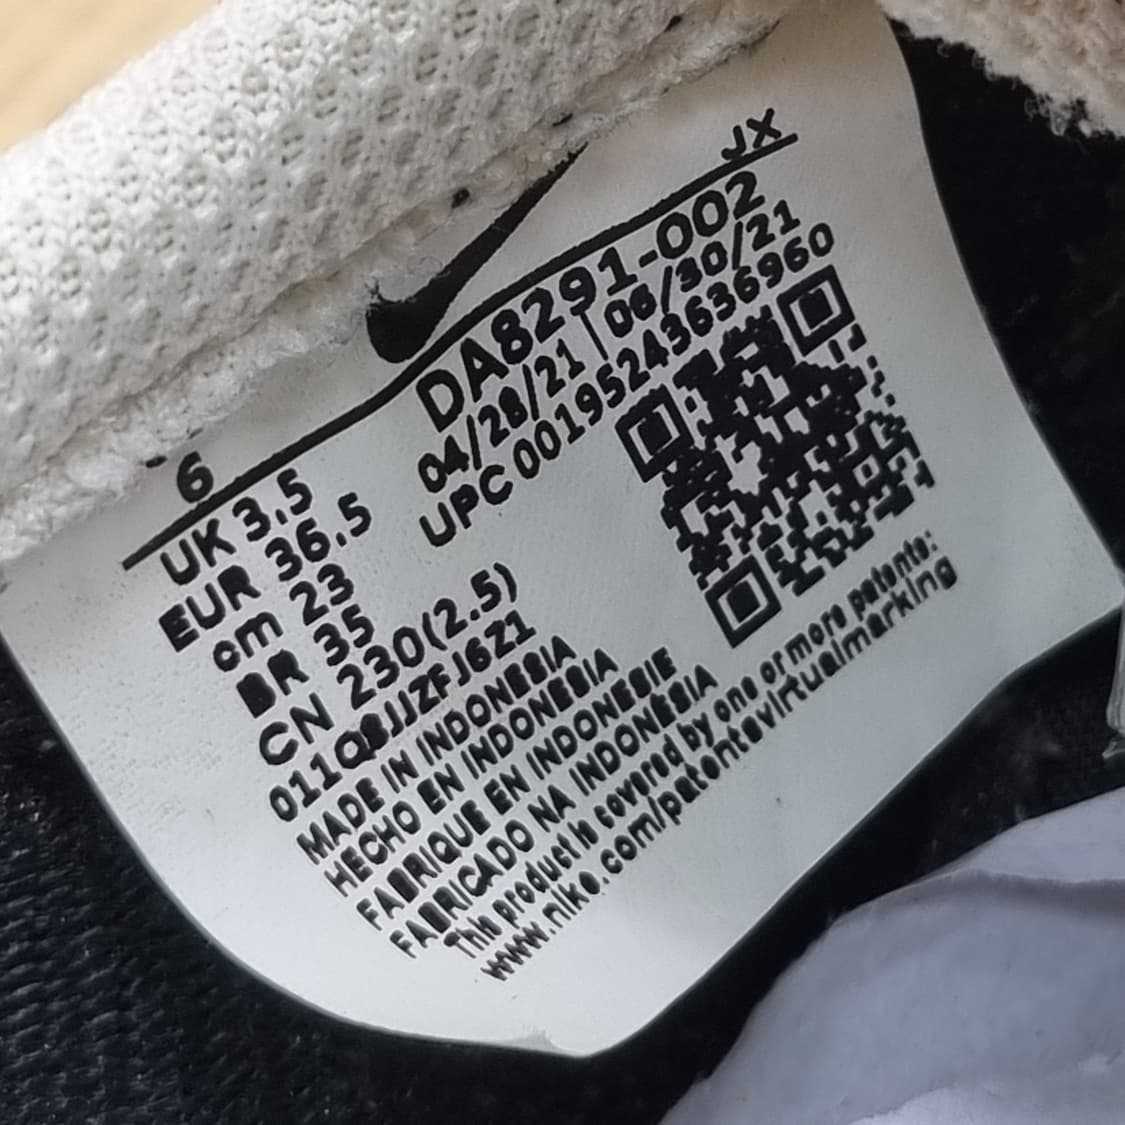 6
JX
UK 3.5
EUR 36.5
cm 23
BR 35
CN 230(2.5)
011Q8JJZFJ6Z1
MADE IN INDONESIA
HECHO EN INDONESIA
FABRIQUE EN INDONESIE
FABRICADO NA INDONÉSIA
This product is covered by one or more patents:
www.nike.com/patentsvirtualmarking
DA8291-002
04/28/21 | 06/30/21
UPC 00195243636960